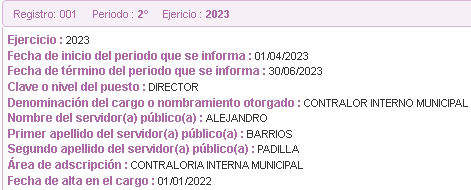 Registro: 001 Periodo : 2° Ejericio : 2023
Ejercicio : 2023
Fecha de inicio del periodo que se informa : 01/04/2023
Fecha de término del periodo que se informa : 30/06/2023
Clave o nivel del puesto : DIRECTOR
Denominación del cargo o nombramiento otorgado : CONTRALOR INTERNO MUNICIPAL
Nombre del servidor(a) público(a) : ALEJANDRO
Primer apellido del servidor(a) público(a) : BARRIOS
Segundo apellido del servidor(a) público(a) : PADILLA
Área de adscripción : CONTRALORIA INTERNA MUNICIPAL
Fecha de alta en el cargo : 01/01/2022